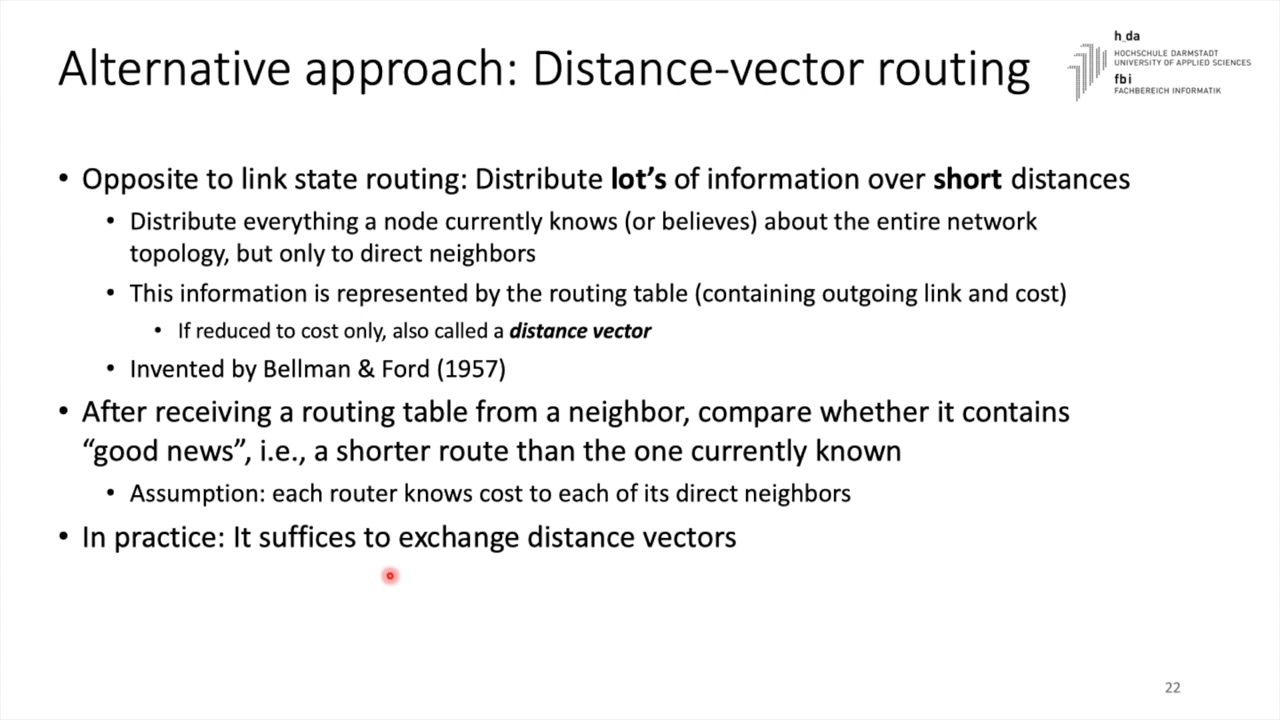 Alternative approach: Distance-vector routing
h_da
HOCHSCHULE DARMSTADT
UNIVERSITY OF APPLIED SCIENCES
fbi
FACHBEREICH INFORMATIK
• Opposite to link state routing: Distribute lot’s of information over short distances
• Distribute everything a node currently knows (or believes) about the entire network
topology, but only to direct neighbors
• This information is represented by the routing table (containing outgoing link and cost)
• If reduced to cost only, also called a distance vector
• Invented by Bellman & Ford (1957)
• After receiving a routing table from a neighbor, compare whether it contains
“good news”, i.e., a shorter route than the one currently known
• Assumption: each router knows cost to each of its direct neighbors
• In practice: It suffices to exchange distance vectors
22